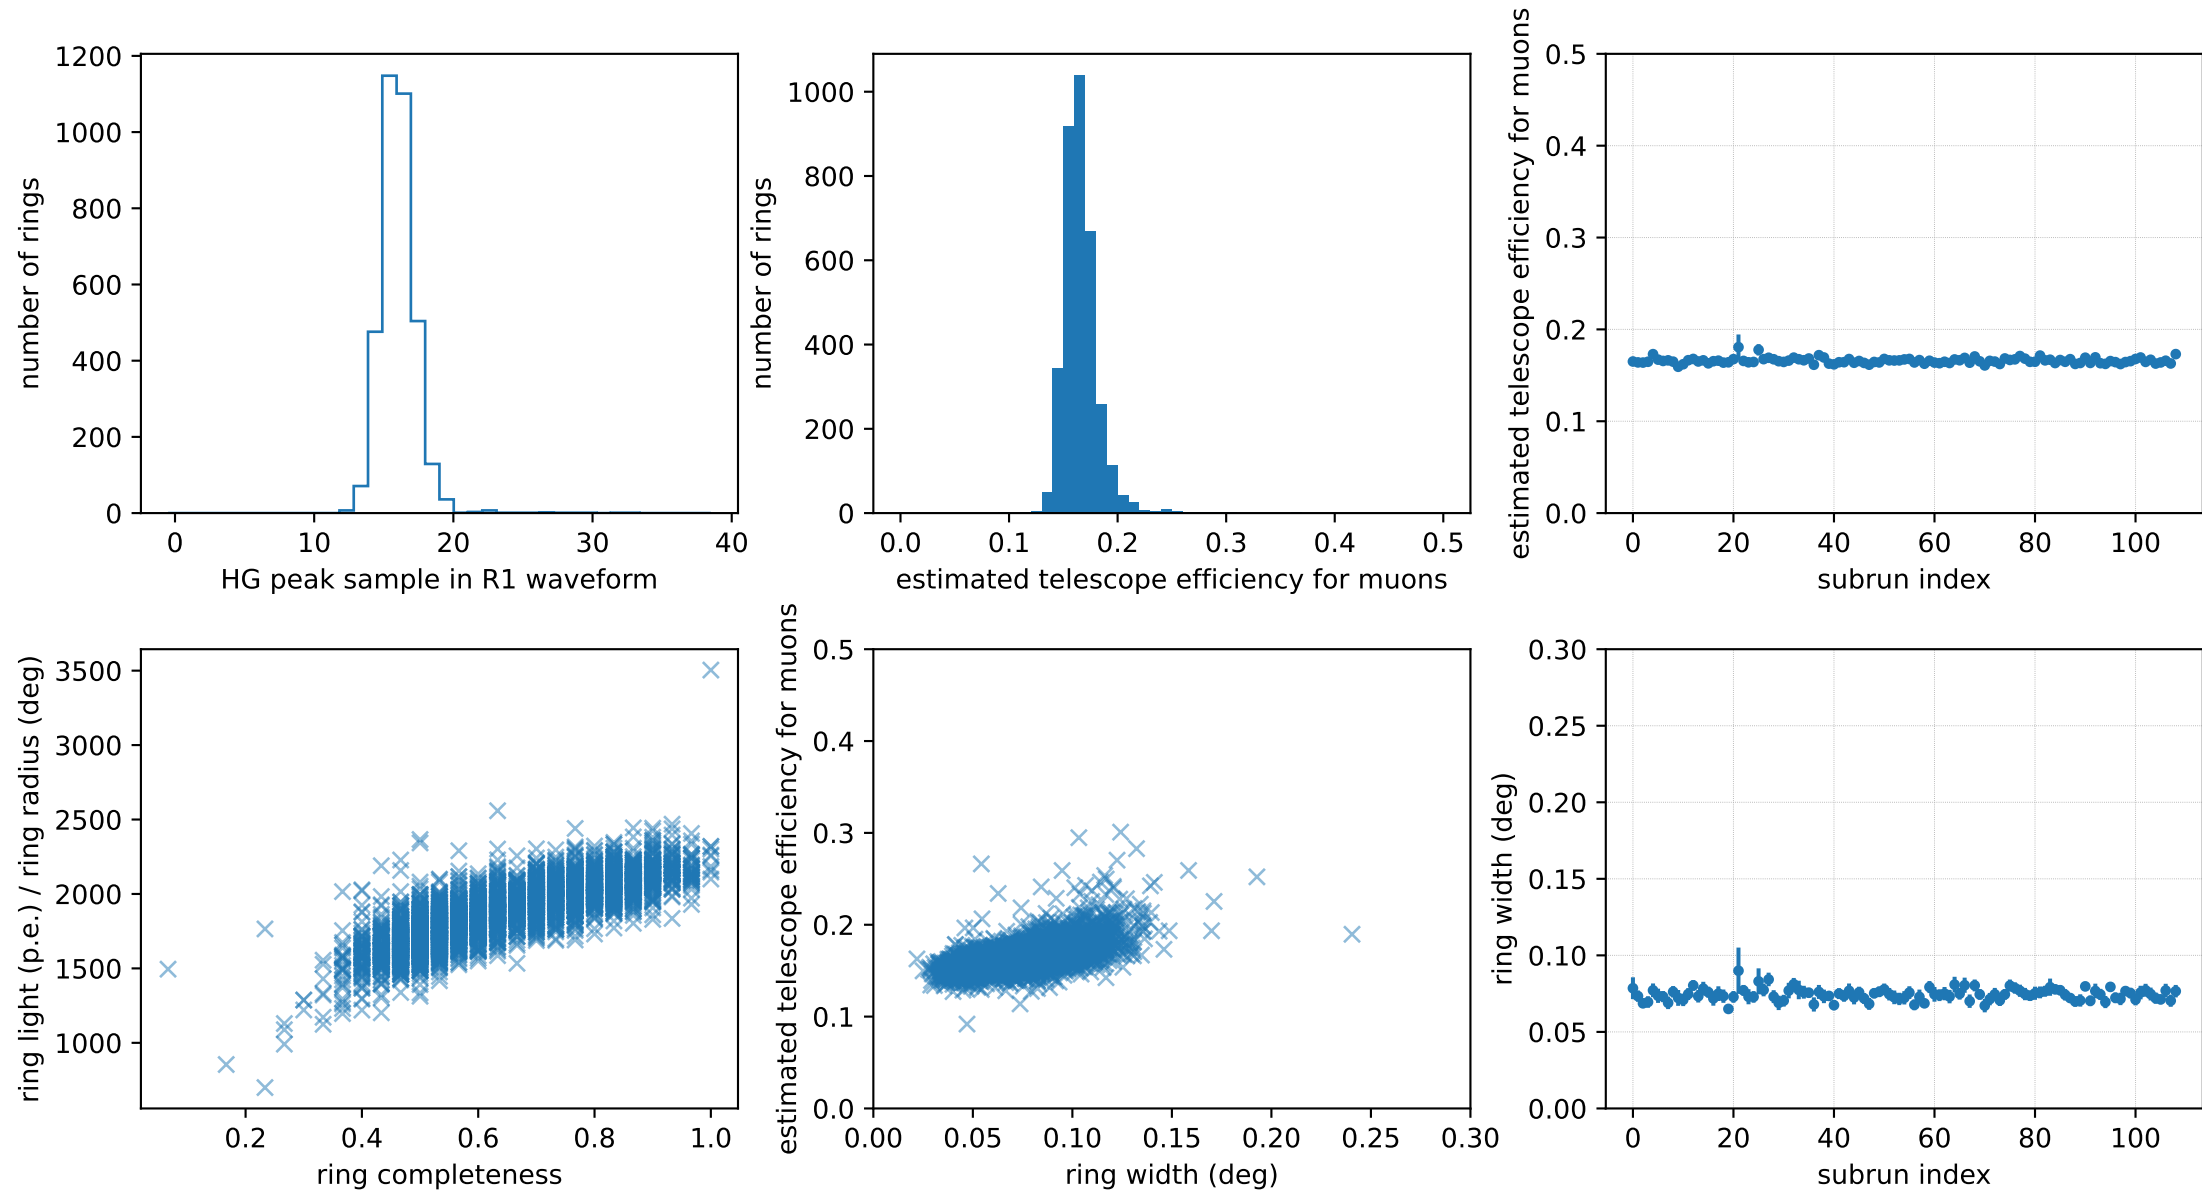 1200
1000
800
600
400
200
0
number of rings
0 10 20 30 40
HG peak sample in R1 waveform
1000
800
600
400
200
0
number of rings
0.0 0.1 0.2 0.3 0.4 0.5
estimated telescope efficiency for muons
0.5
0.4
0.3
0.2
0.1
0.0
estimated telescope efficiency for muons
0 20 40 60 80 100
subrun index
3500
3000
2500
2000
1500
1000
ring light (p.e.) / ring radius (deg)
0.2 0.4 0.6 0.8 1.0
ring completeness
0.5
0.4
0.3
0.2
0.1
0.0
estimated telescope efficiency for muons
0.00 0.05 0.10 0.15 0.20 0.25 0.30
ring width (deg)
0.30
0.25
0.20
0.15
0.10
0.05
0.00
ring width (deg)
0 20 40 60 80 100
subrun index